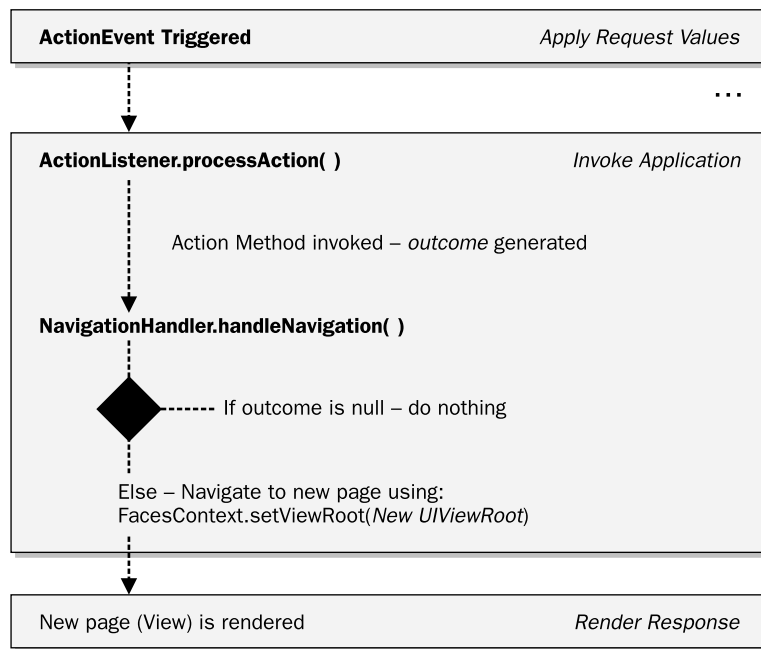 ActionEvent Triggered
Apply Request Values
...
ActionListener.processAction( )
Invoke Application
Action Method invoked – outcome generated
NavigationHandler.handleNavigation( )
If outcome is null – do nothing
Else – Navigate to new page using:
FacesContext.setViewRoot(New UIViewRoot)
New page (View) is rendered
Render Response